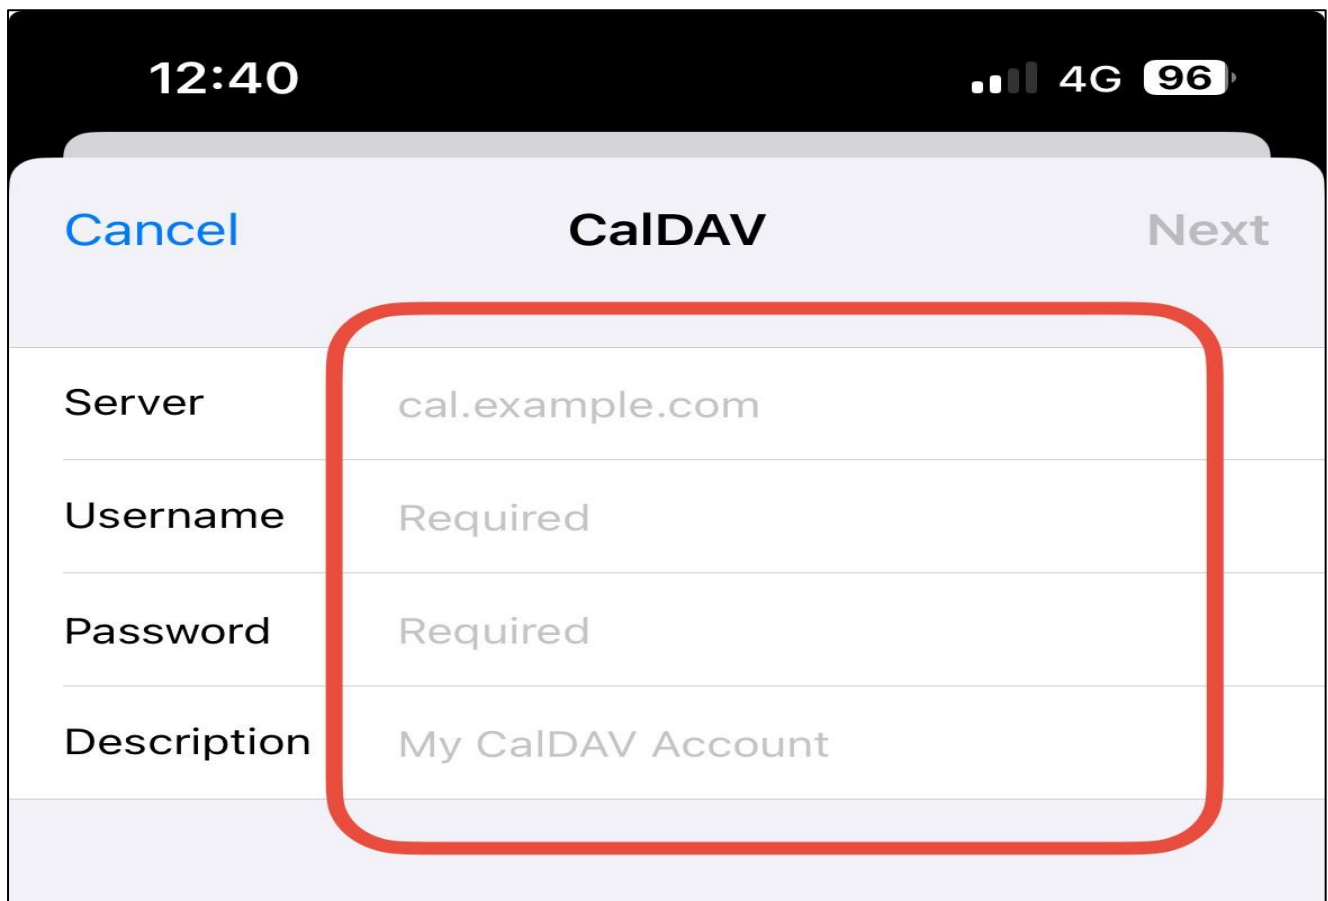 12:40 4G 96
Cancel CalDAV Next
Server cal.example.com
Username Required
Password Required
Description My CalDAV Account